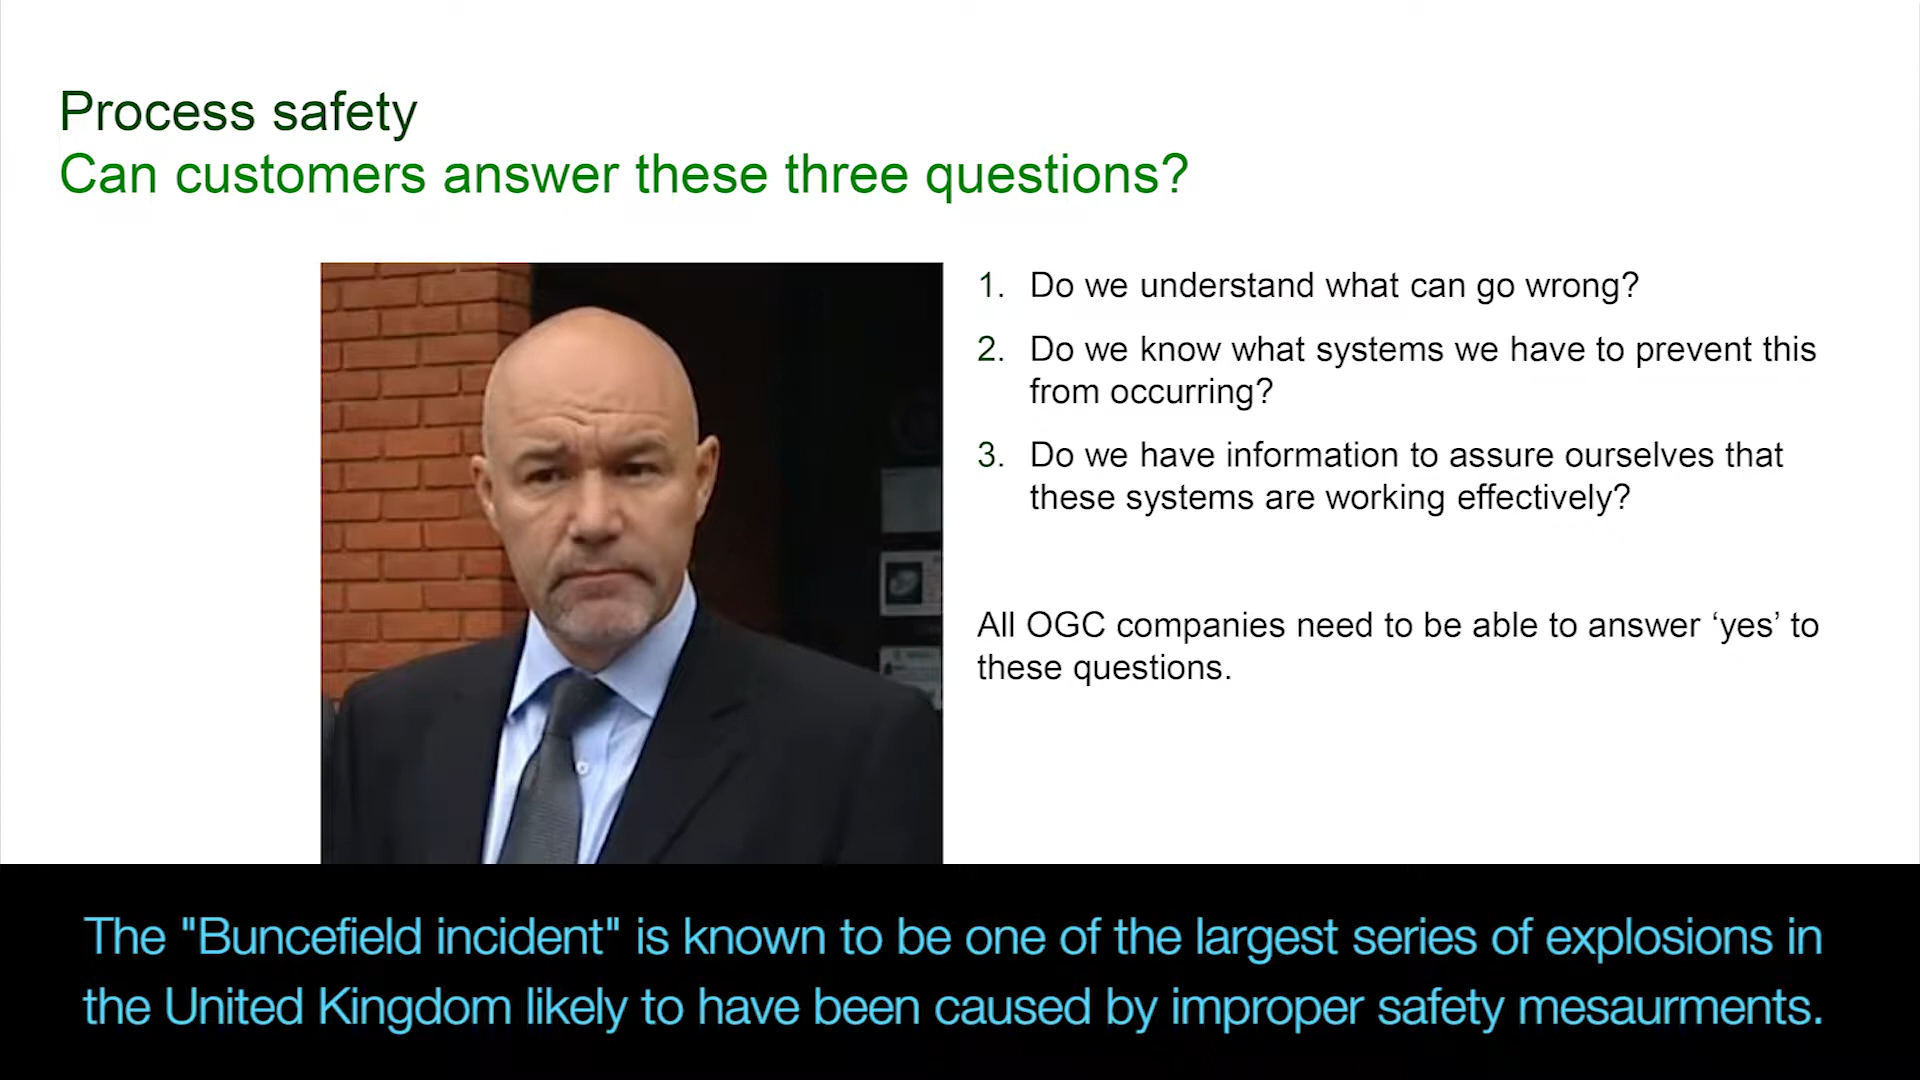 Process safety
Can customers answer these three questions?
1. Do we understand what can go wrong?
2. Do we know what systems we have to prevent this
from occurring?
3. Do we have information to assure ourselves that
these systems are working effectively?
All OGC companies need to be able to answer ‘yes’ to
these questions.
The "Buncefield incident" is known to be one of the largest series of explosions in
the United Kingdom likely to have been caused by improper safety mesaurments.